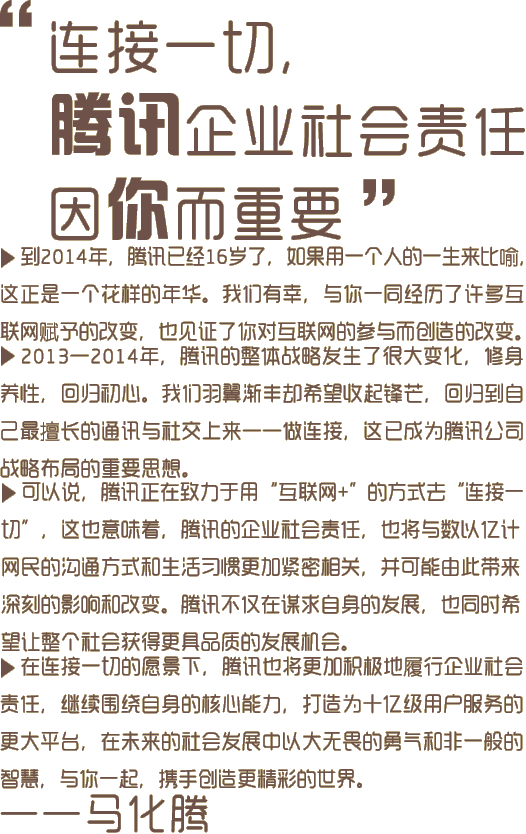 “连接一切,
腾讯企业社会责任
因你而重要”
▶到2014年，腾讯已经16岁了，如果用一个人的一生来比喻,
这正是一个花样的年华。我们有幸，与你一同经历了许多互
联网赋予的改变，也见证了你对互联网的参与而创造的改变。
▶2013—2014年，腾讯的整体战略发生了很大变化，修身
养性，回归初心。我们羽翼渐丰却希望收起锋芒，回归到自
己最擅长的通讯与社交上来一一做连接，这已成为腾讯公司
战略布局的重要思想。
▶可以说，腾讯正在致力于用“互联网+”的方式去“连接一
切”，这也意味着，腾讯的企业社会责任，也将与数以亿计
网民的沟通方式和生活习惯更加紧密相关，并可能由此带来
深刻的影响和改变。腾讯不仅在谋求自身的发展，也同时希
望让整个社会获得更具品质的发展机会。
▶在连接一切的愿景下，腾讯也将更加积极地履行企业社会
责任，继续围绕自身的核心能力，打造为十亿级用户服务的
更大平台，在未来的社会发展中以大无畏的勇气和非一般的
智慧，与你一起，携手创造更精彩的世界。
一一马化腾